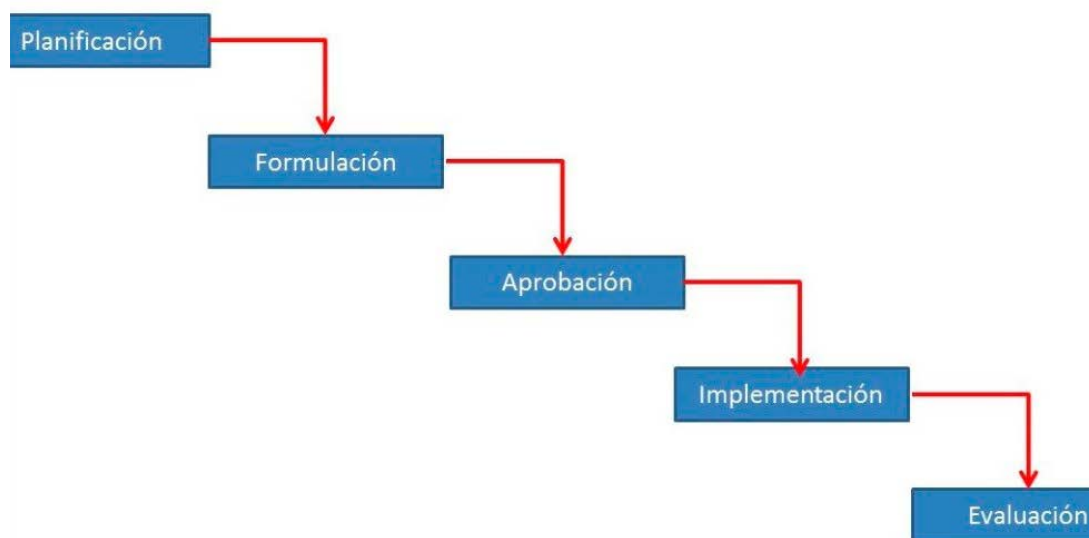 Planificación
Formulación
Aprobación
Implementación
Evaluación